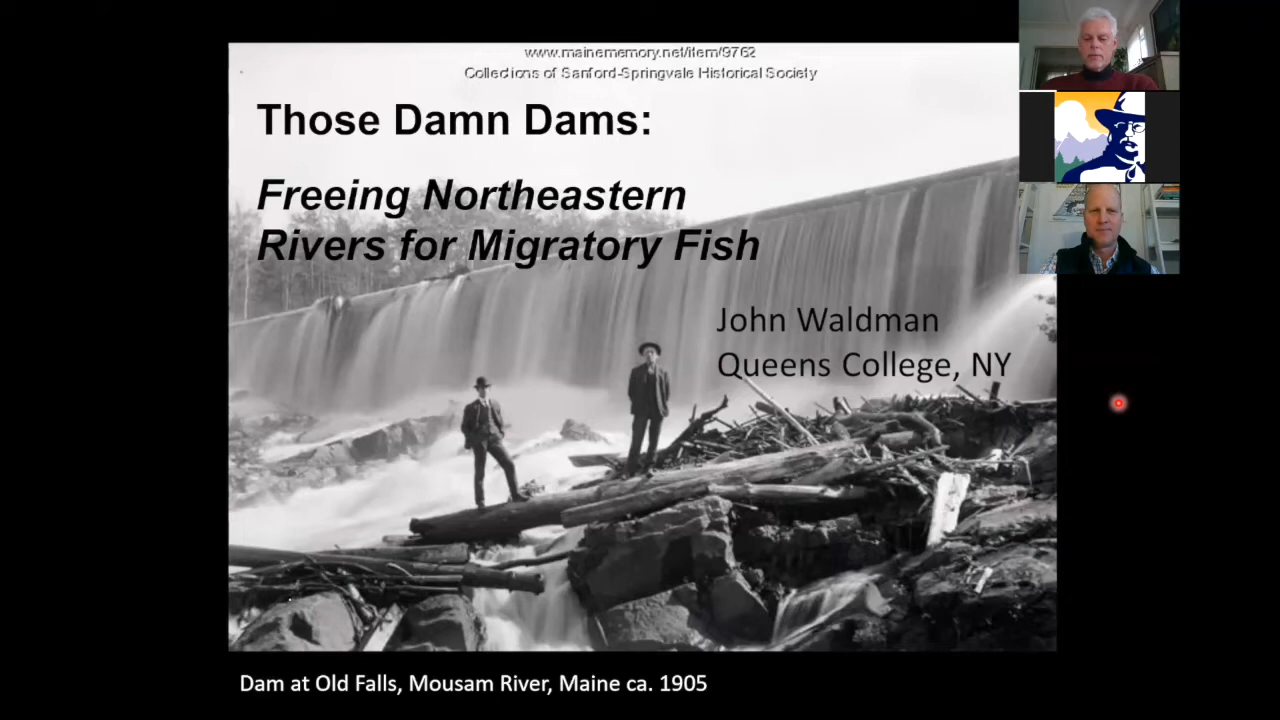 www.mainememory.net/item/9762
Collections of Sanford-Springvale Historical Society
Those Damn Dams:
Freeing Northeastern
Rivers for Migratory Fish
John Waldman
Queens College, NY
Dam at Old Falls, Mousam River, Maine ca. 1905